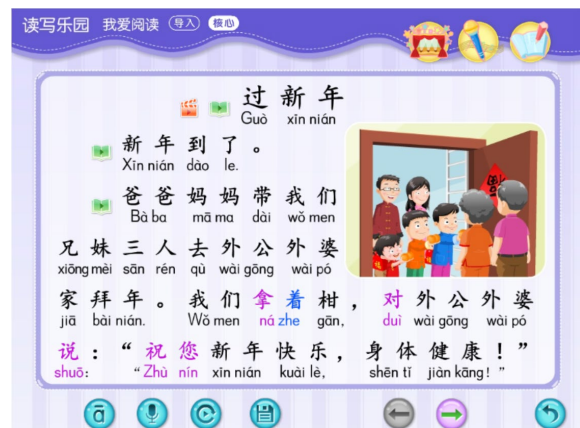 读写乐园 我爱阅读 导入 核心
过新年
Guò xīn nián
新年到了。
Xīn nián dào le.
爸爸妈妈带我们
Bà ba mā ma dài wǒ men
兄妹三人去外公外婆
xiōng mèi sān rén qù wài gōng wài pó
家拜年。我们拿着柑，对外公外婆
jiā bài nián. Wǒ men ná zhe gān, duì wài gōng wài pó
说：“祝您新年快乐，身体健康！”
shuō: “Zhù nín xīn nián kuài lè, shēn tǐ jiàn kāng! ”
福
ā